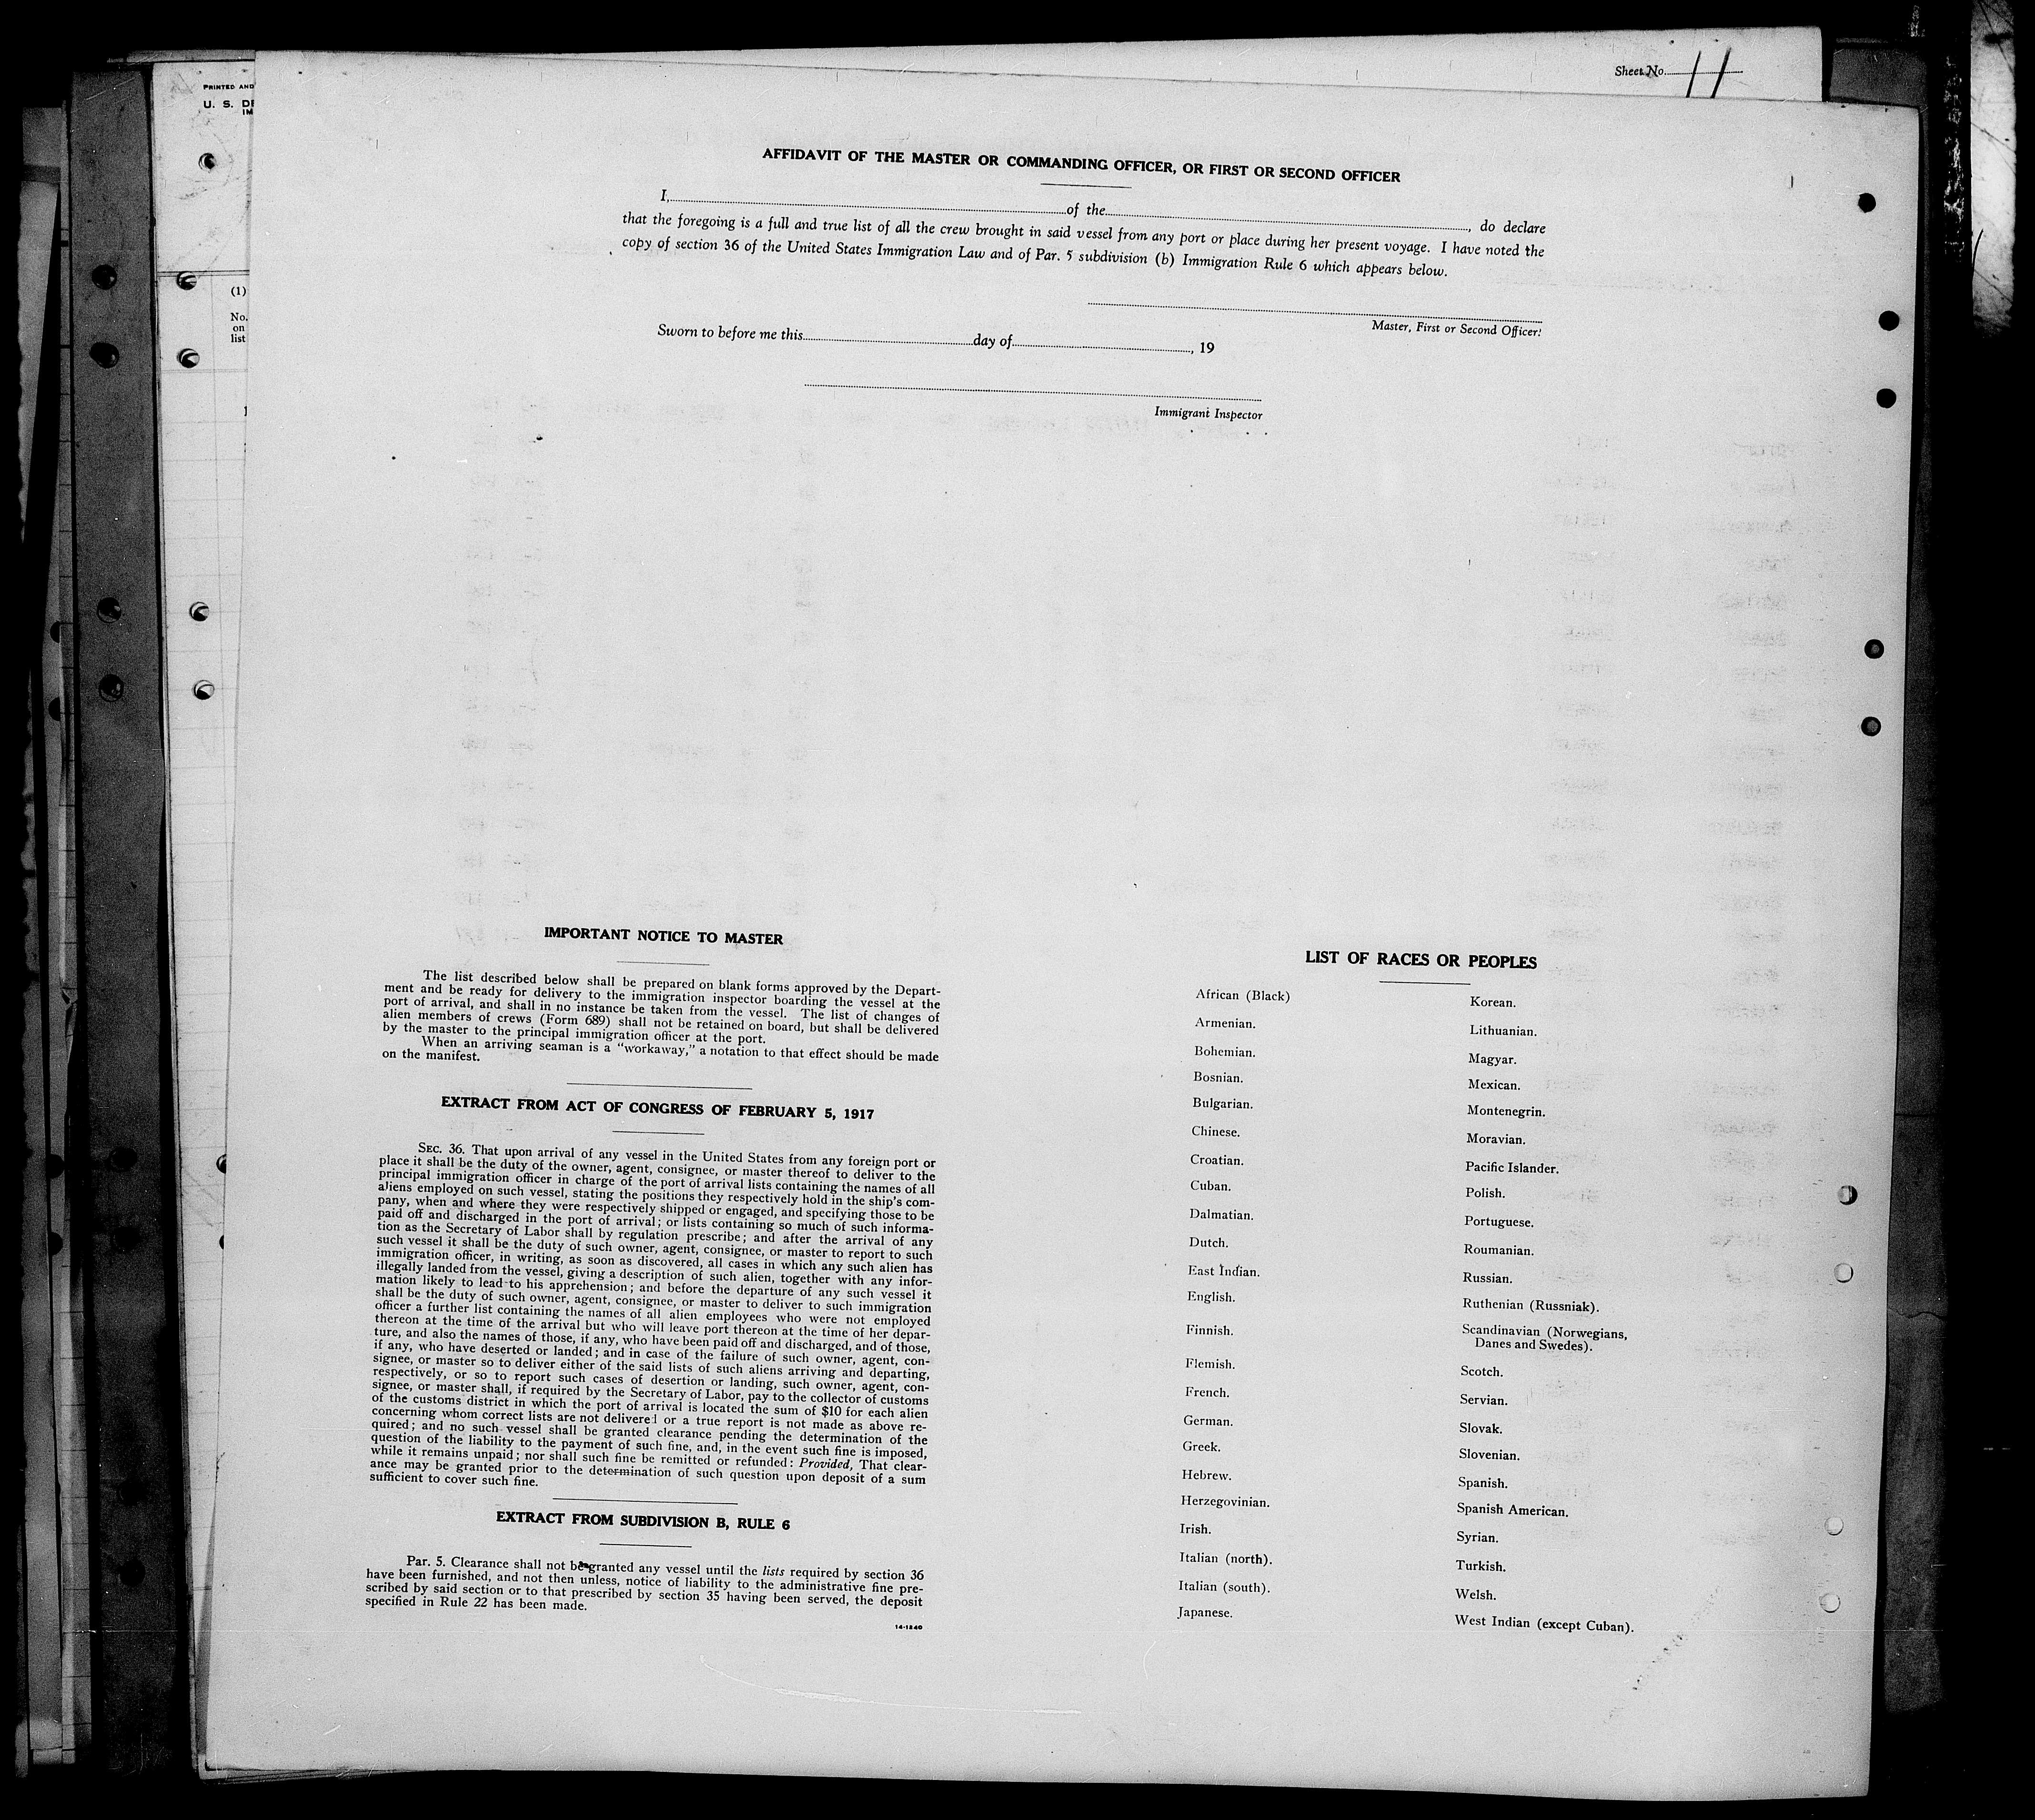 Sheet No. 11
PRINTED AND
U. S. DE
IM
(1)
No.
on
list
1
AFFIDAVIT OF THE MASTER OR COMMANDING OFFICER, OR FIRST OR SECOND OFFICER
I, of the , do declare
that the foregoing is a full and true list of all the crew brought in said vessel from any port or place during her present voyage. I have noted the
copy of section 36 of the United States Immigration Law and of Par. 5 subdivision (b) Immigration Rule 6 which appears below.
Master, First or Second Officer.
Sworn to before me this day of , 19
Immigrant Inspector
IMPORTANT NOTICE TO MASTER
The list described below shall be prepared on blank forms approved by the Depart-
ment and be ready for delivery to the immigration inspector boarding the vessel at the
port of arrival, and shall in no instance be taken from the vessel. The list of changes of
alien members of crews (Form 689) shall not be retained on board, but shall be delivered
by the master to the principal immigration officer at the port.
When an arriving seaman is a "workaway," a notation to that effect should be made
on the manifest.
EXTRACT FROM ACT OF CONGRESS OF FEBRUARY 5, 1917
SEC. 36. That upon arrival of any vessel in the United States from any foreign port or
place it shall be the duty of the owner, agent, consignee, or master thereof to deliver to the
principal immigration officer in charge of the port of arrival lists containing the names of all
aliens employed on such vessel, stating the positions they respectively hold in the ship's com-
pany, when and where they were respectively shipped or engaged, and specifying those to be
paid off and discharged in the port of arrival; or lists containing so much of such informa-
tion as the Secretary of Labor shall by regulation prescribe; and after the arrival of any
such vessel it shall be the duty of such owner, agent, consignee, or master to report to such
immigration officer, in writing, as soon as discovered, all cases in which any such alien has
illegally landed from the vessel, giving a description of such alien, together with any infor-
mation likely to lead to his apprehension; and before the departure of any such vessel it
shall be the duty of such owner, agent, consignee, or master to deliver to such immigration
officer a further list containing the names of all alien employees who were not employed
thereon at the time of the arrival but who will leave port thereon at the time of her depar-
ture, and also the names of those, if any, who have been paid off and discharged, and of those,
if any, who have deserted or landed; and in case of the failure of such owner, agent, con-
signee, or master so to deliver either of the said lists of such aliens arriving and departing,
respectively, or so to report such cases of desertion or landing, such owner, agent, con-
signee, or master shall, if required by the Secretary of Labor, pay to the collector of customs
of the customs district in which the port of arrival is located the sum of $10 for each alien
concerning whom correct lists are not delivered or a true report is not made as above re-
quired; and no such vessel shall be granted clearance pending the determination of the
question of the liability to the payment of such fine, and, in the event such fine is imposed,
while it remains unpaid; nor shall such fine be remitted or refunded: Provided, That clear-
ance may be granted prior to the determination of such question upon deposit of a sum
sufficient to cover such fine.
EXTRACT FROM SUBDIVISION B, RULE 6
Par. 5. Clearance shall not be granted any vessel until the lists required by section 36
have been furnished, and not then unless, notice of liability to the administrative fine pre-
scribed by said section or to that prescribed by section 35 having been served, the deposit
specified in Rule 22 has been made.
14-1240
LIST OF RACES OR PEOPLES
African (Black)
Armenian.
Bohemian.
Bosnian.
Bulgarian.
Chinese.
Croatian.
Cuban.
Dalmatian.
Dutch.
East Indian.
English.
Finnish.
Flemish.
French.
German.
Greek.
Hebrew.
Herzegovinian.
Irish.
Italian (north).
Italian (south).
Japanese.
Korean.
Lithuanian.
Magyar.
Mexican.
Montenegrin.
Moravian.
Pacific Islander.
Polish.
Portuguese.
Roumanian.
Russian.
Ruthenian (Russniak).
Scandinavian (Norwegians,
Danes and Swedes).
Scotch.
Servian.
Slovak.
Slovenian.
Spanish.
Spanish American.
Syrian.
Turkish.
Welsh.
West Indian (except Cuban).